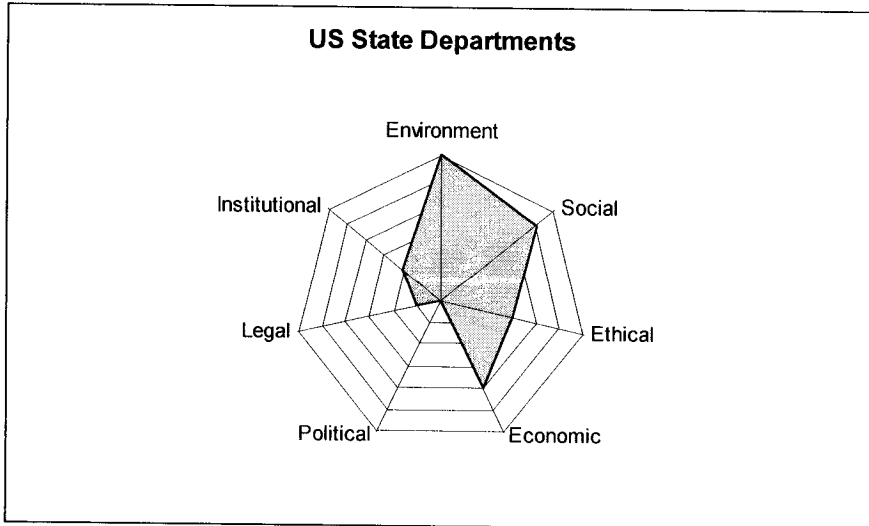 US State Departments
Environment
Institutional
Social
Legal
Ethical
Political
Economic